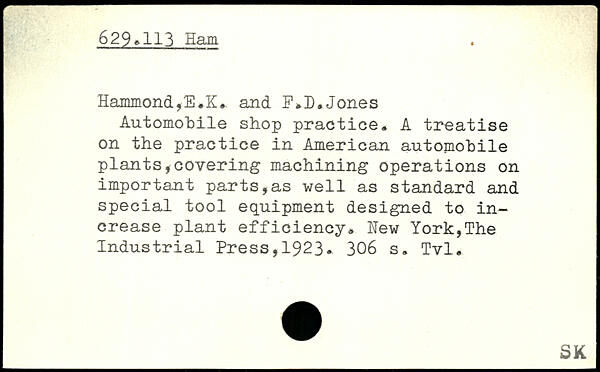 629.113 Ham
Hammond,E.K. and F.D.Jones
Automobile shop practice. A treatise
on the practice in American automobile
plants,covering machining operations on
important parts,as well as standard and
special tool equipment designed to in-
crease plant efficiency. New York,The
Industrial Press,1923. 306 s. Tvl.
SK